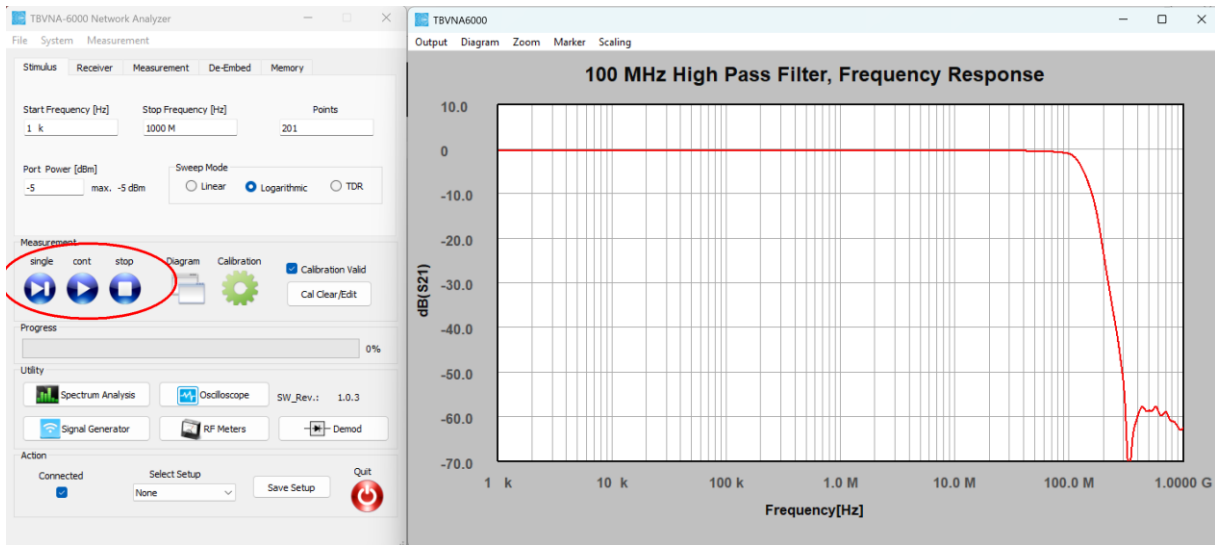 TBVNA-6000 Network Analyzer
File System Measurement
Stimulus Receiver Measurement De-Embed Memory
Start Frequency [Hz] Stop Frequency [Hz] Points
1 k 1000 M 201
Port Power [dBm] Sweep Mode
-5 max. -5 dBm Linear Logarithmic TDR
Measurement
single cont stop Diagram Calibration
Calibration Valid
Cal Clear/Edit
Progress
0%
Utility
Spectrum Analysis Oscilloscope SW_Rev.: 1.0.3
Signal Generator RF Meters Demod
Action
Connected Select Setup Quit
None Save Setup
TBVNA6000
Output Diagram Zoom Marker Scaling
100 MHz High Pass Filter, Frequency Response
10.0
0
-10.0
-20.0
-30.0
-40.0
-50.0
-60.0
-70.0
dB(S21)
1 k 10 k 100 k 1.0 M 10.0 M 100.0 M 1.0000 G
Frequency[Hz]